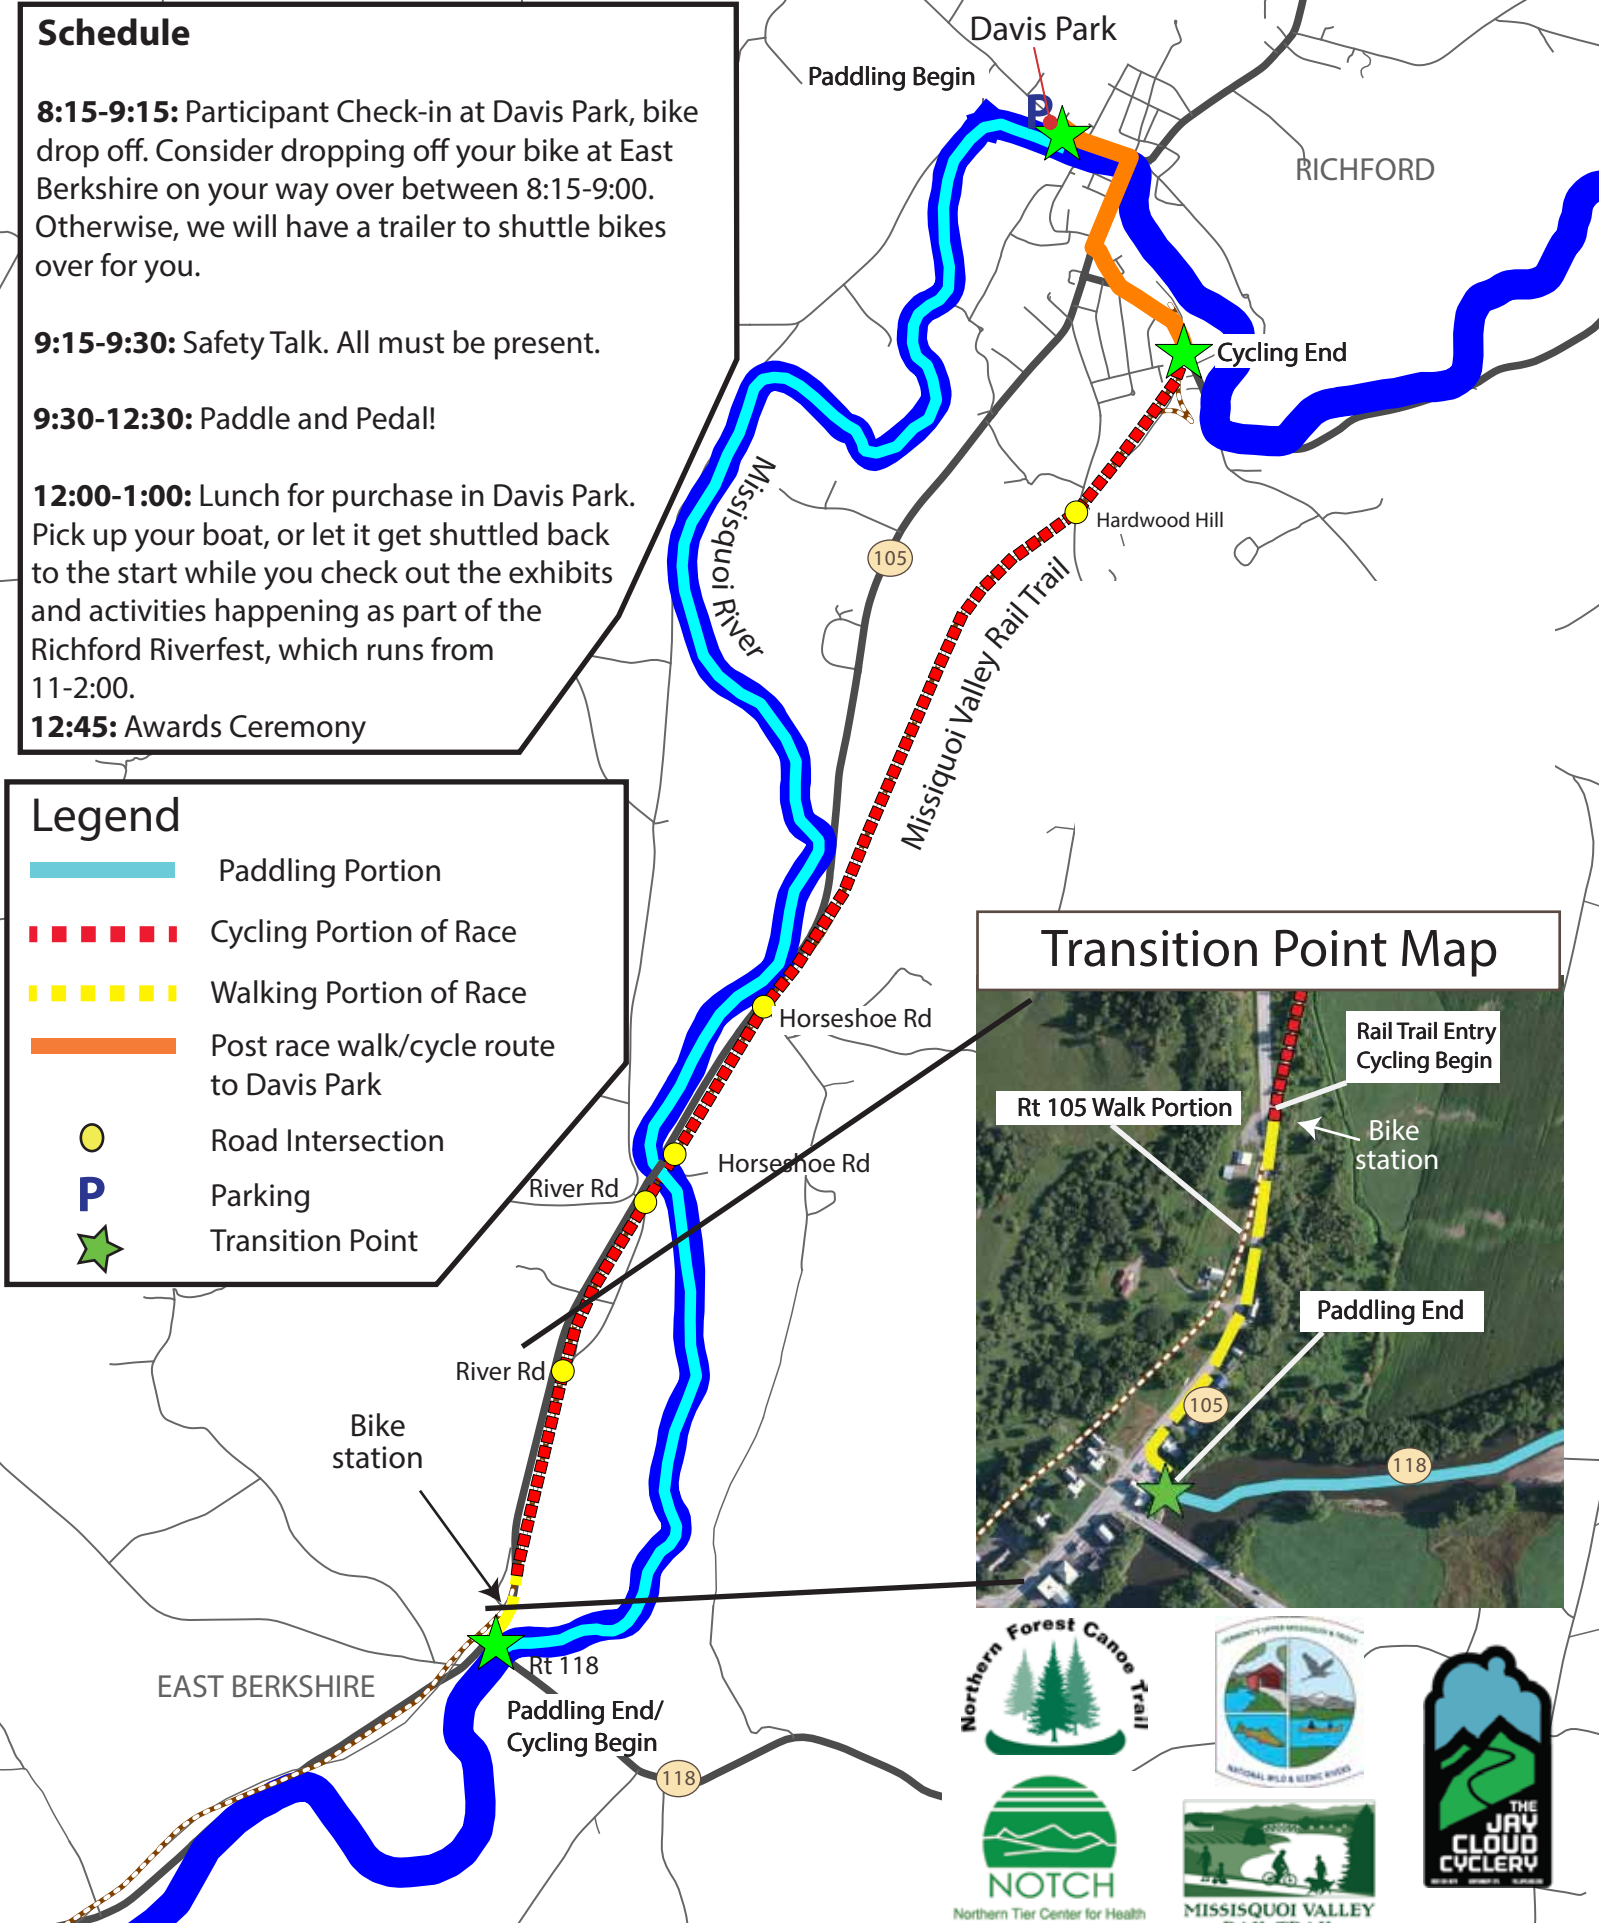 Schedule
8:15-9:15: Participant Check-in at Davis Park, bike
drop off. Consider dropping off your bike at East
Berkshire on your way over between 8:15-9:00.
Otherwise, we will have a trailer to shuttle bikes
over for you.
9:15-9:30: Safety Talk. All must be present.
9:30-12:30: Paddle and Pedal!
12:00-1:00: Lunch for purchase in Davis Park.
Pick up your boat, or let it get shuttled back
to the start while you check out the exhibits
and activities happening as part of the
Richford Riverfest, which runs from
11-2:00.
12:45: Awards Ceremony
Davis Park
Paddling Begin
P
RICHFORD
Cycling End
Missisquoi River
105
Hardwood Hill
Missiquoi Valley Rail Trail
Legend
Paddling Portion
Cycling Portion of Race
Walking Portion of Race
Post race walk/cycle route
to Davis Park
Road Intersection
P
Parking
Transition Point
Horseshoe Rd
Horseshoe Rd
River Rd
River Rd
Bike
station
Rt 118
EAST BERKSHIRE
Paddling End/
Cycling Begin
118
Transition Point Map
Rail Trail Entry
Cycling Begin
Rt 105 Walk Portion
Bike
station
Paddling End
105
118
Northern Forest Canoe Trail
NATIONAL WILD & SCENIC RIVERS
NOTCH
Northern Tier Center for Health
MISSISQUOI VALLEY
RAIL TRAIL
THE
JAY
CLOUD
CYCLERY